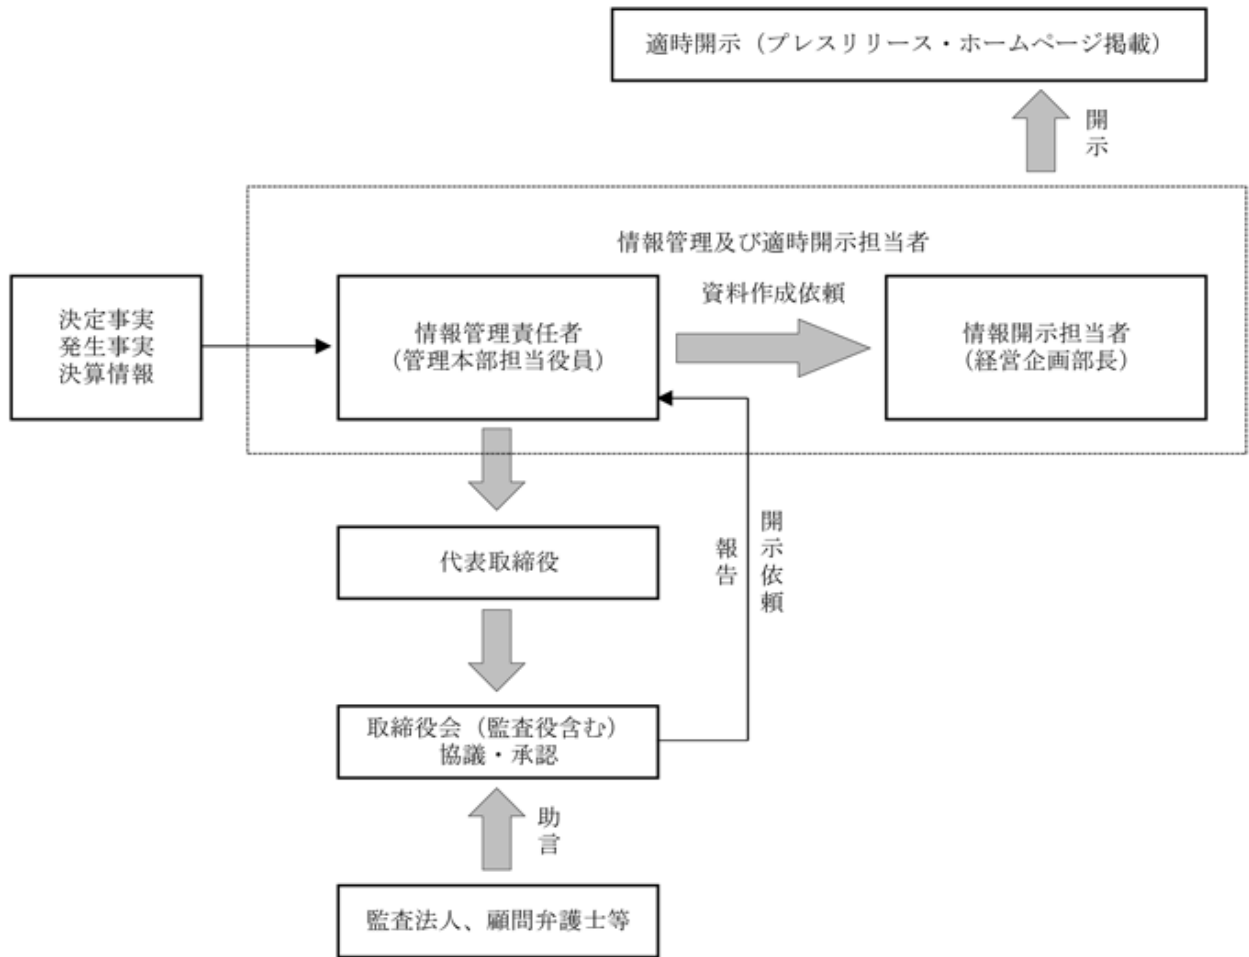 適時開示（プレスリリース・ホームページ掲載）
開示
情報管理及び適時開示担当者
決定事実
発生事実
決算情報
情報管理責任者
（管理本部担当役員）
資料作成依頼
情報開示担当者
（経営企画部長）
代表取締役
報告
開示依頼
取締役会（監査役含む）
協議・承認
助言
監査法人、顧問弁護士等